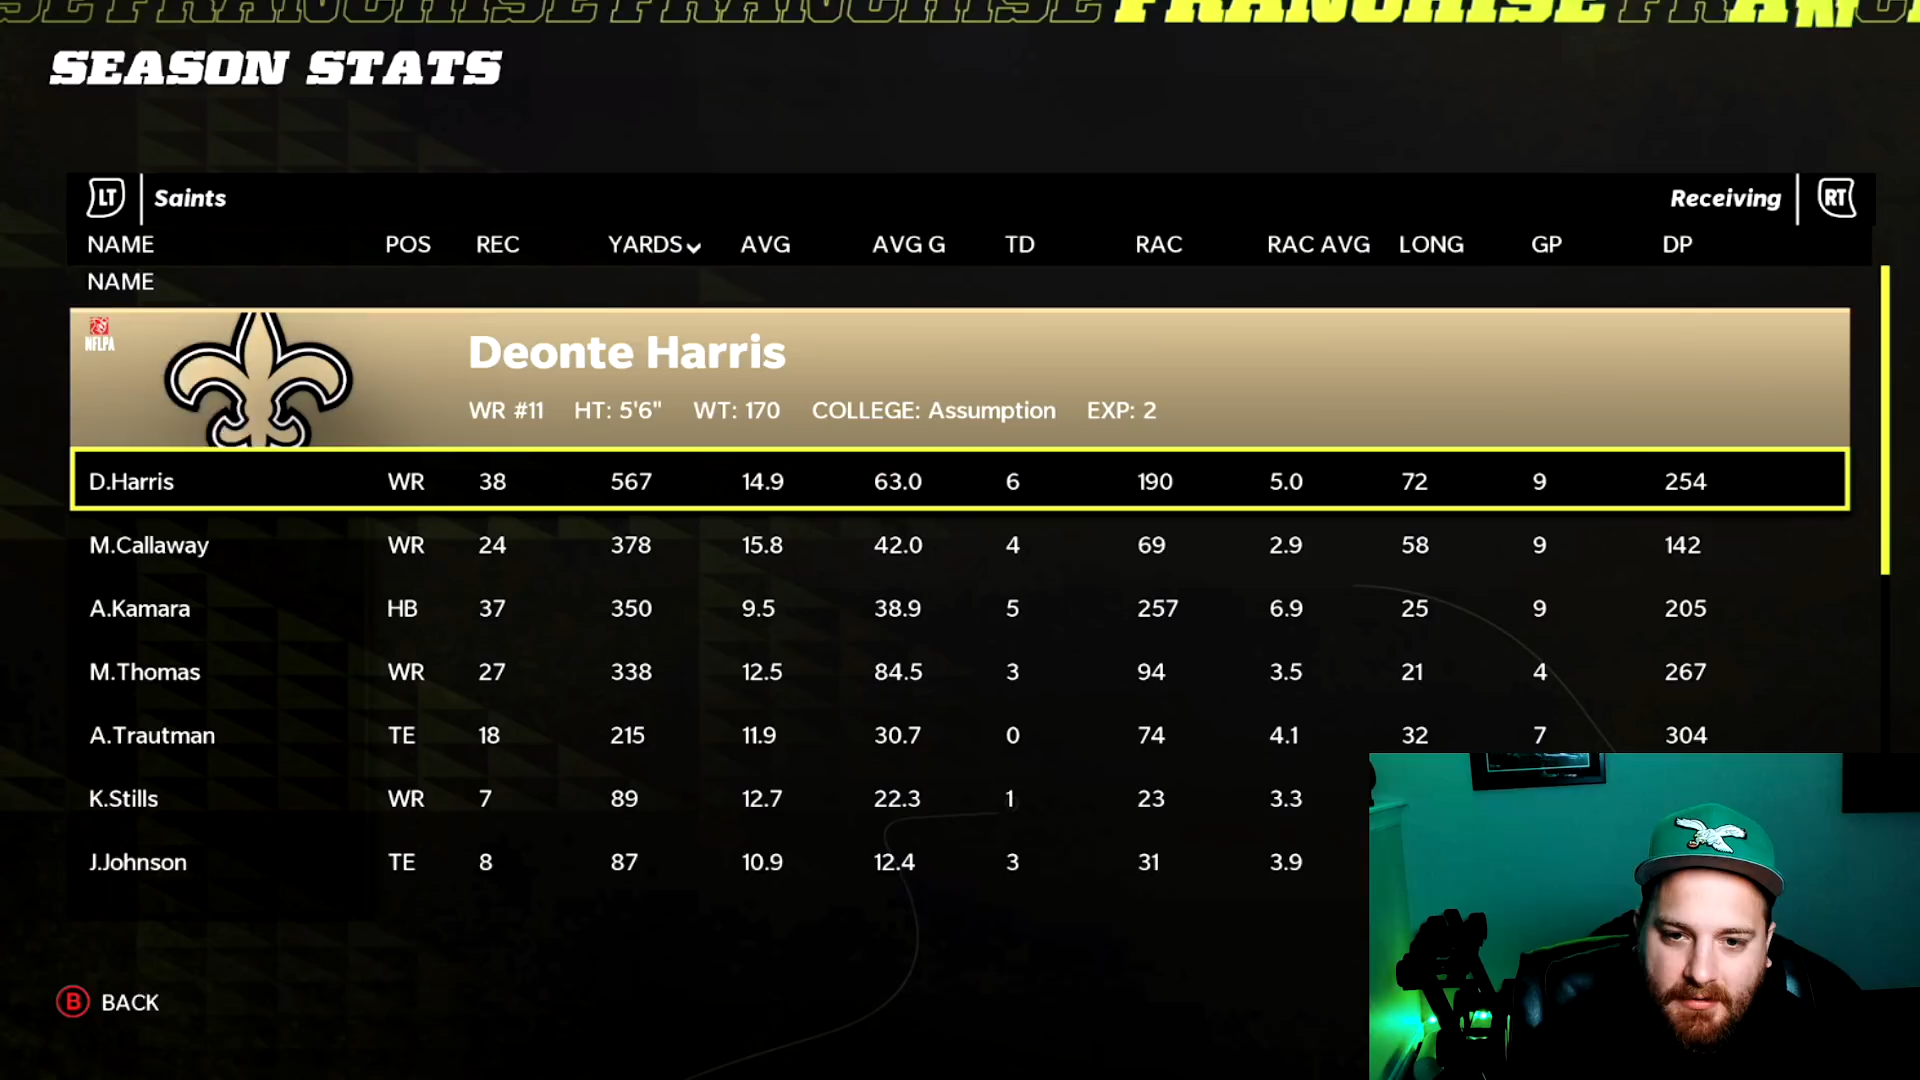 FRANCHISE FRANCHISE FRANCHISE FRANCHISE
SEASON STATS
LT Saints Receiving RT
NAME POS REC YARDS AVG AVG G TD RAC RAC AVG LONG GP DP
NAME
NFLPA
Deonte Harris
WR #11 HT: 5'6" WT: 170 COLLEGE: Assumption EXP: 2
D.Harris WR 38 567 14.9 63.0 6 190 5.0 72 9 254
M.Callaway WR 24 378 15.8 42.0 4 69 2.9 58 9 142
A.Kamara HB 37 350 9.5 38.9 5 257 6.9 25 9 205
M.Thomas WR 27 338 12.5 84.5 3 94 3.5 21 4 267
A.Trautman TE 18 215 11.9 30.7 0 74 4.1 32 7 304
K.Stills WR 7 89 12.7 22.3 1 23 3.3
J.Johnson TE 8 87 10.9 12.4 3 31 3.9
B BACK